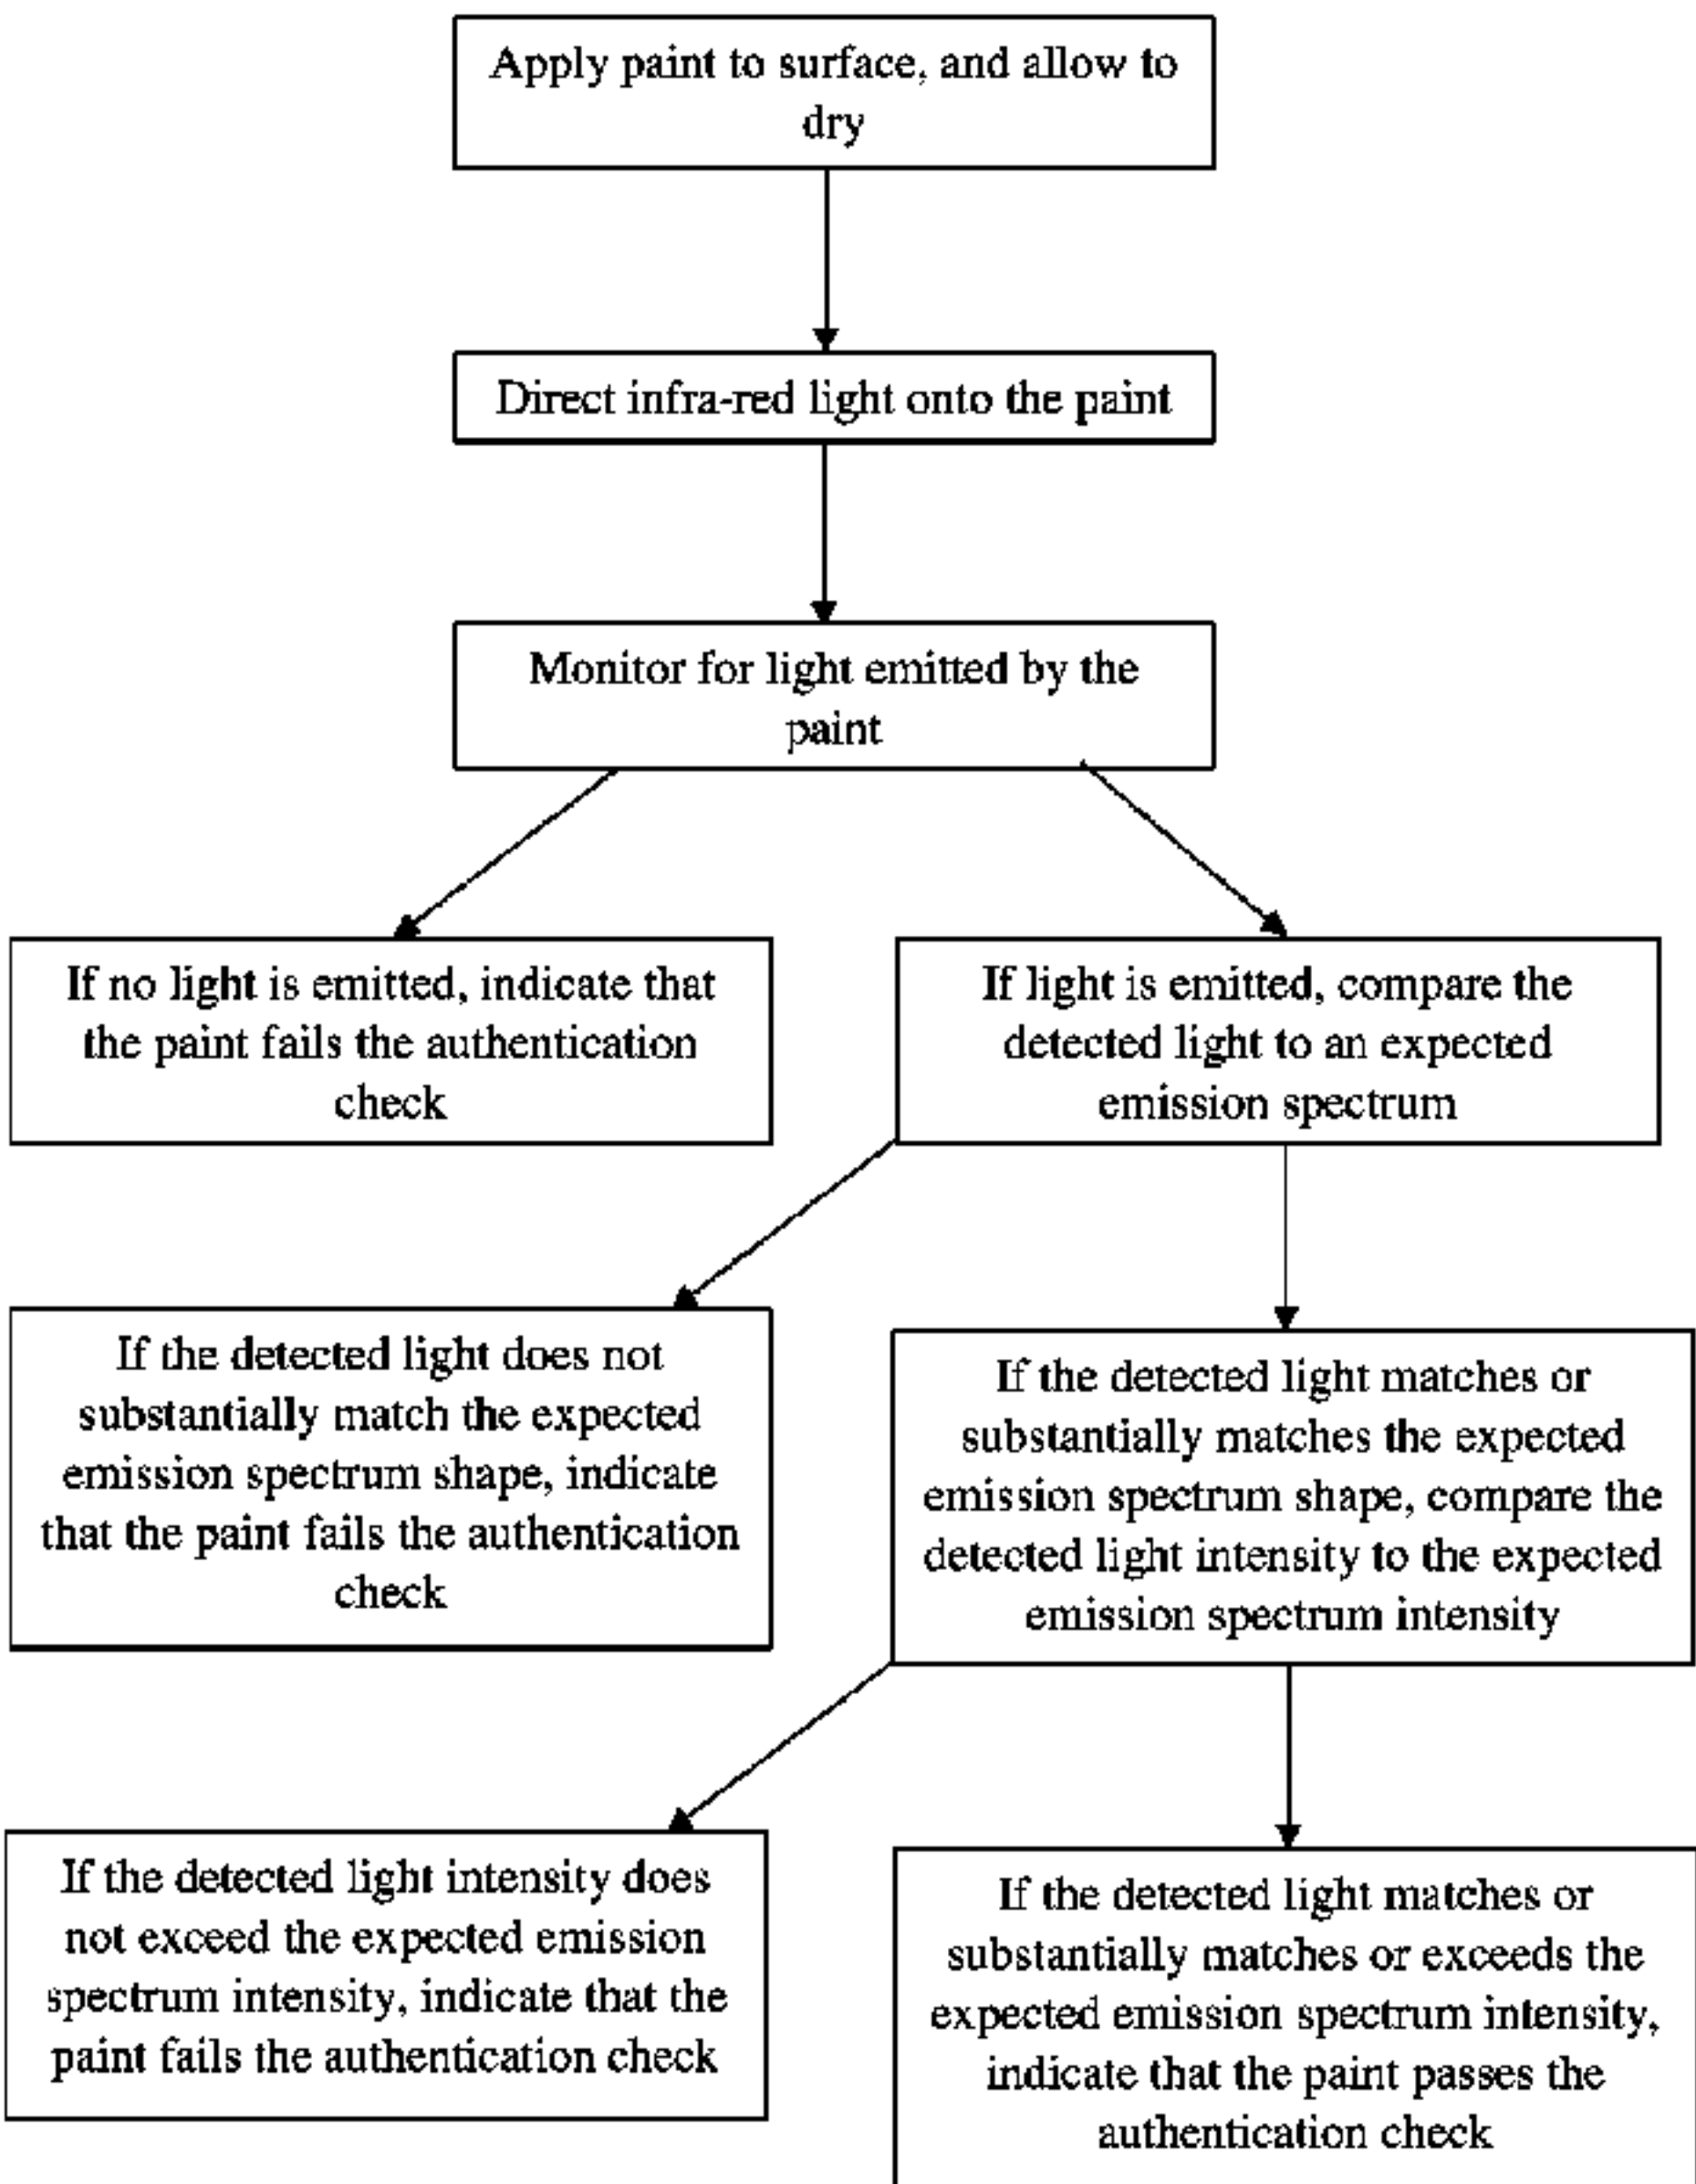 Apply paint to surface, and allow to
dry
Direct infra-red light onto the paint
Monitor for light emitted by the
paint
If no light is emitted, indicate that
the paint fails the authentication
check
If light is emitted, compare the
detected light to an expected
emission spectrum
If the detected light does not
substantially match the expected
emission spectrum shape, indicate
that the paint fails the authentication
check
If the detected light matches or
substantially matches the expected
emission spectrum shape, compare the
detected light intensity to the expected
emission spectrum intensity
If the detected light intensity does
not exceed the expected emission
spectrum intensity, indicate that the
paint fails the authentication check
If the detected light matches or
substantially matches or exceeds the
expected emission spectrum intensity,
indicate that the paint passes the
authentication check